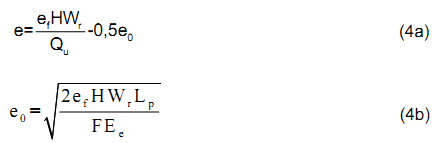 e = e_f H W_r / Q_u - 0,5e_0 (4a)
e_0 = √(2 e_f H W_r L_p / F E_e) (4b)